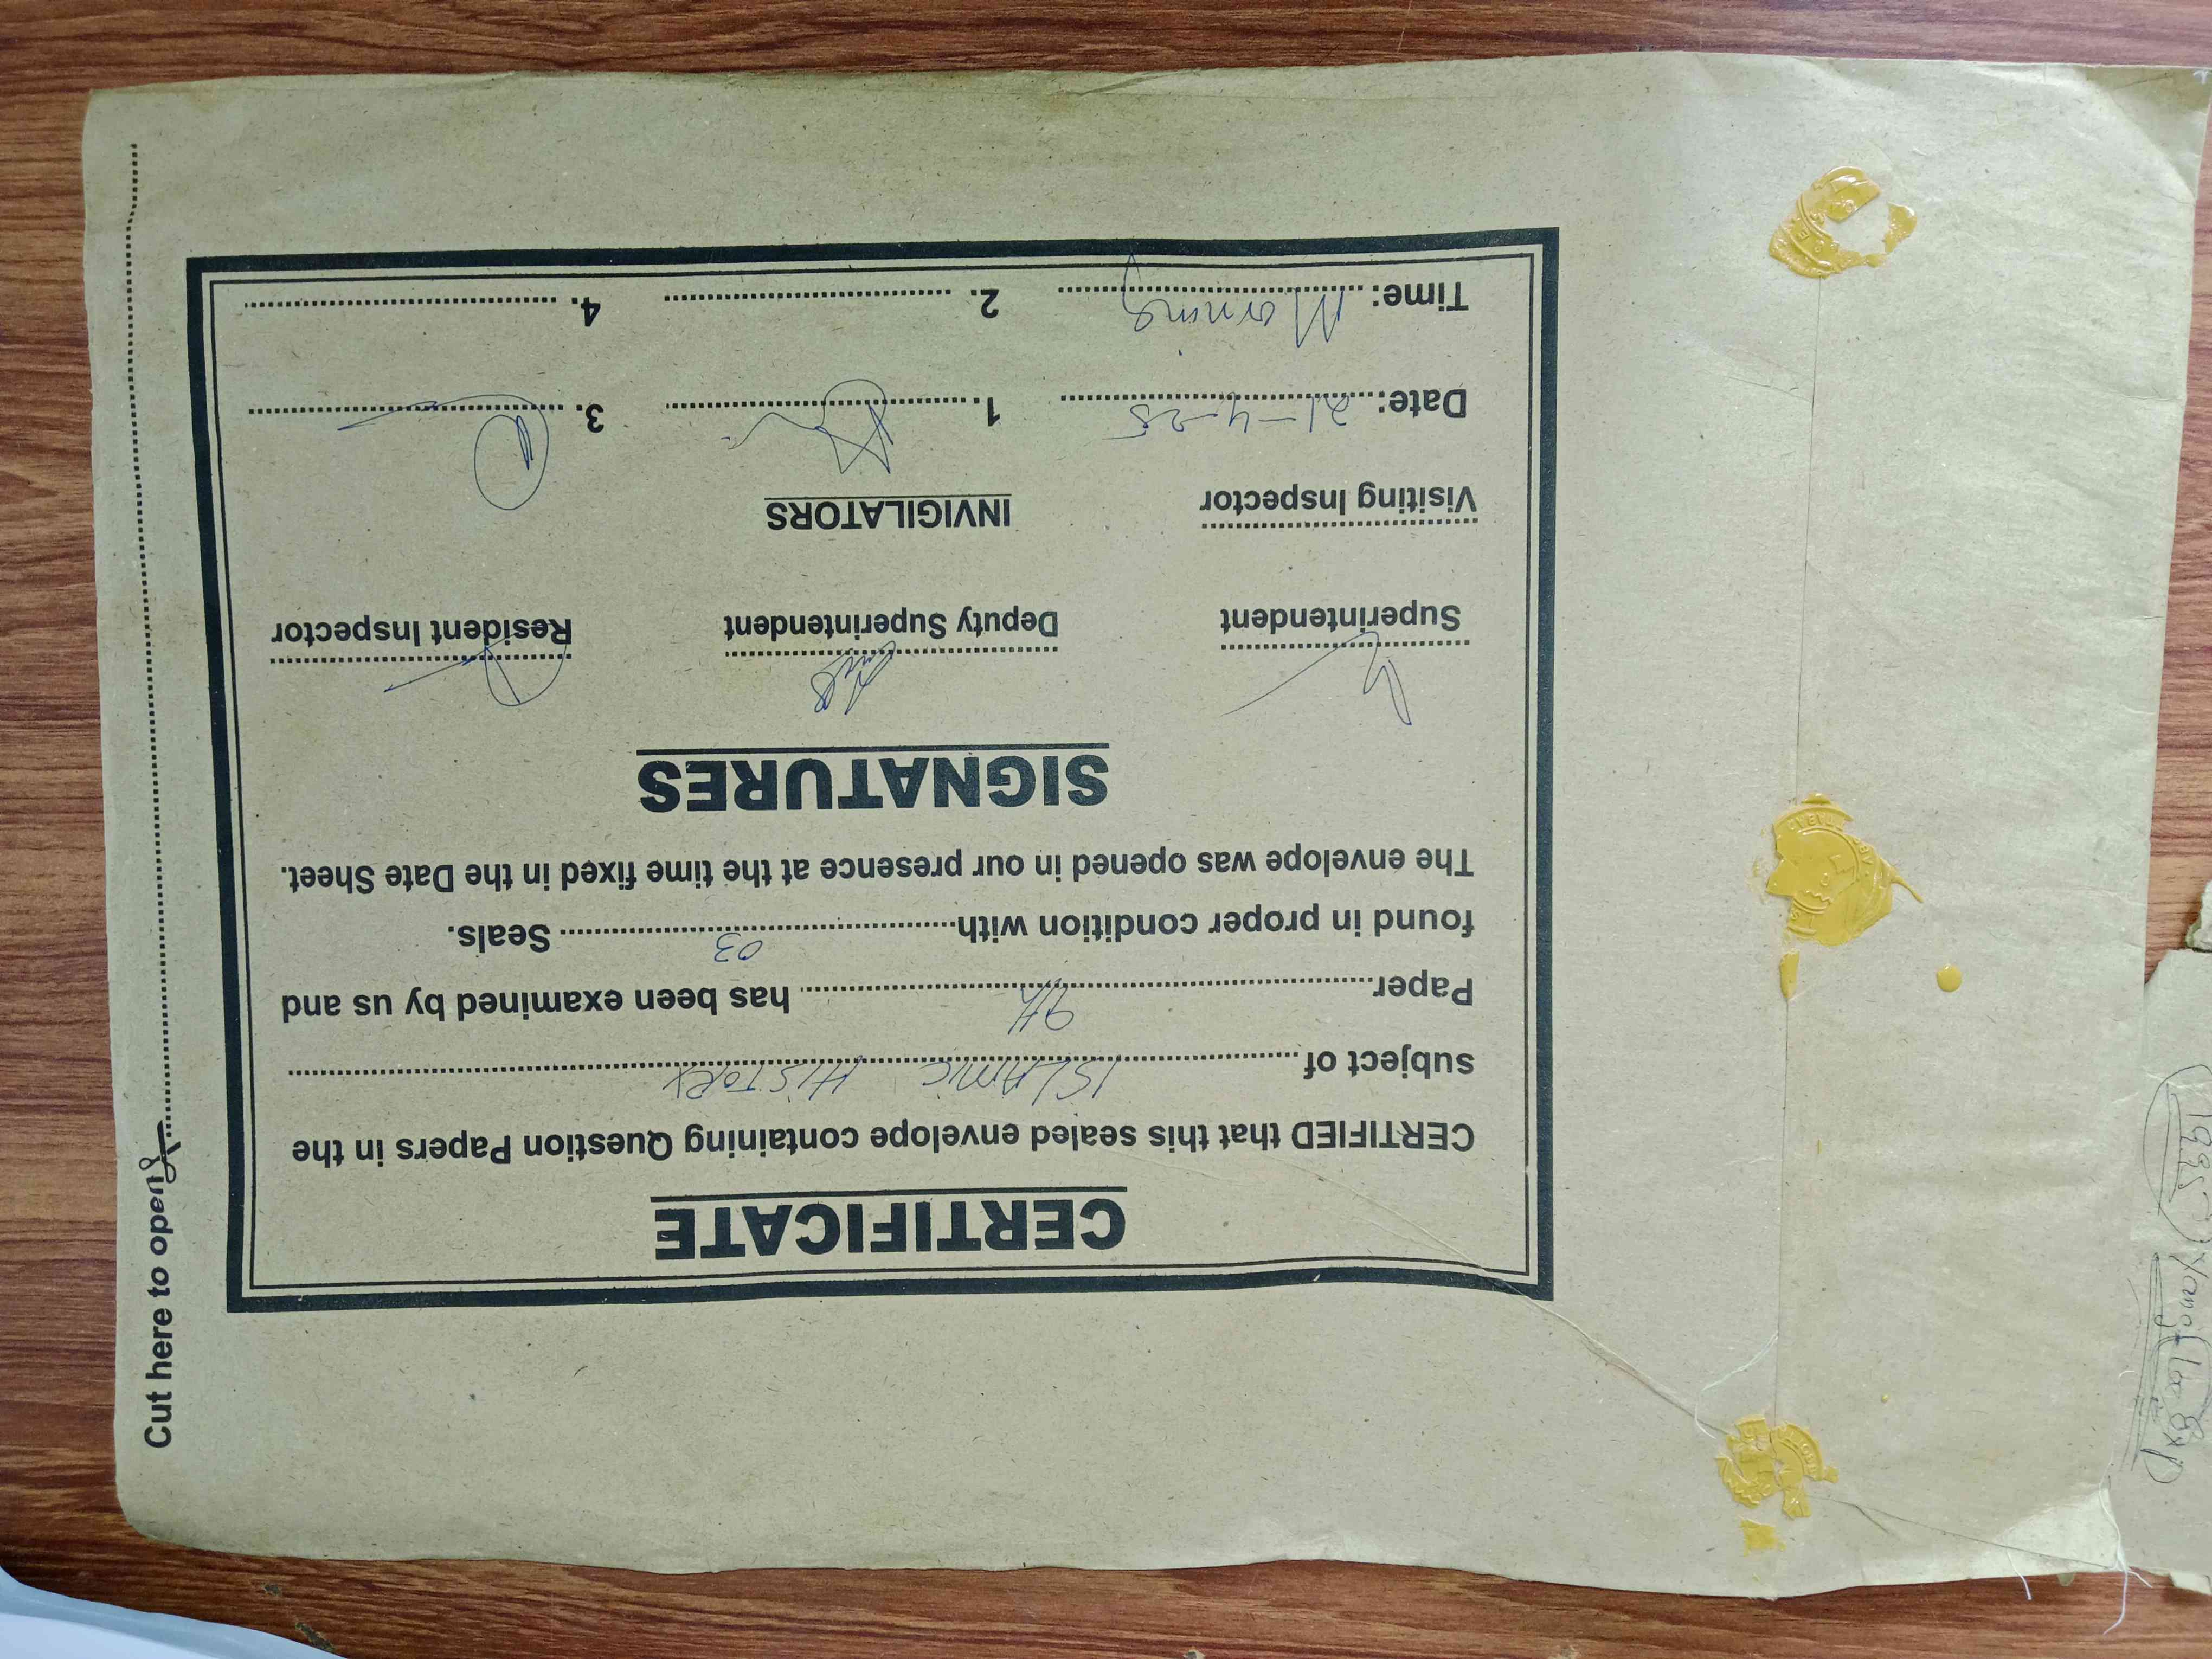 CERTIFICATE
CERTIFIED that this sealed envelope containing Question Papers in the
subject of ISLAMIC HISTORY
Paper 9th has been examined by us and
found in proper condition with 03 Seals.
The envelope was opened in our presence at the time fixed in the Date Sheet.
SIGNATURES
Superintendent Deputy Superintendent Resident Inspector
Visiting Inspector INVIGILATORS
Date: 21-4-25 1. 3.
Time: Morning 2. 4.
Cut here to open